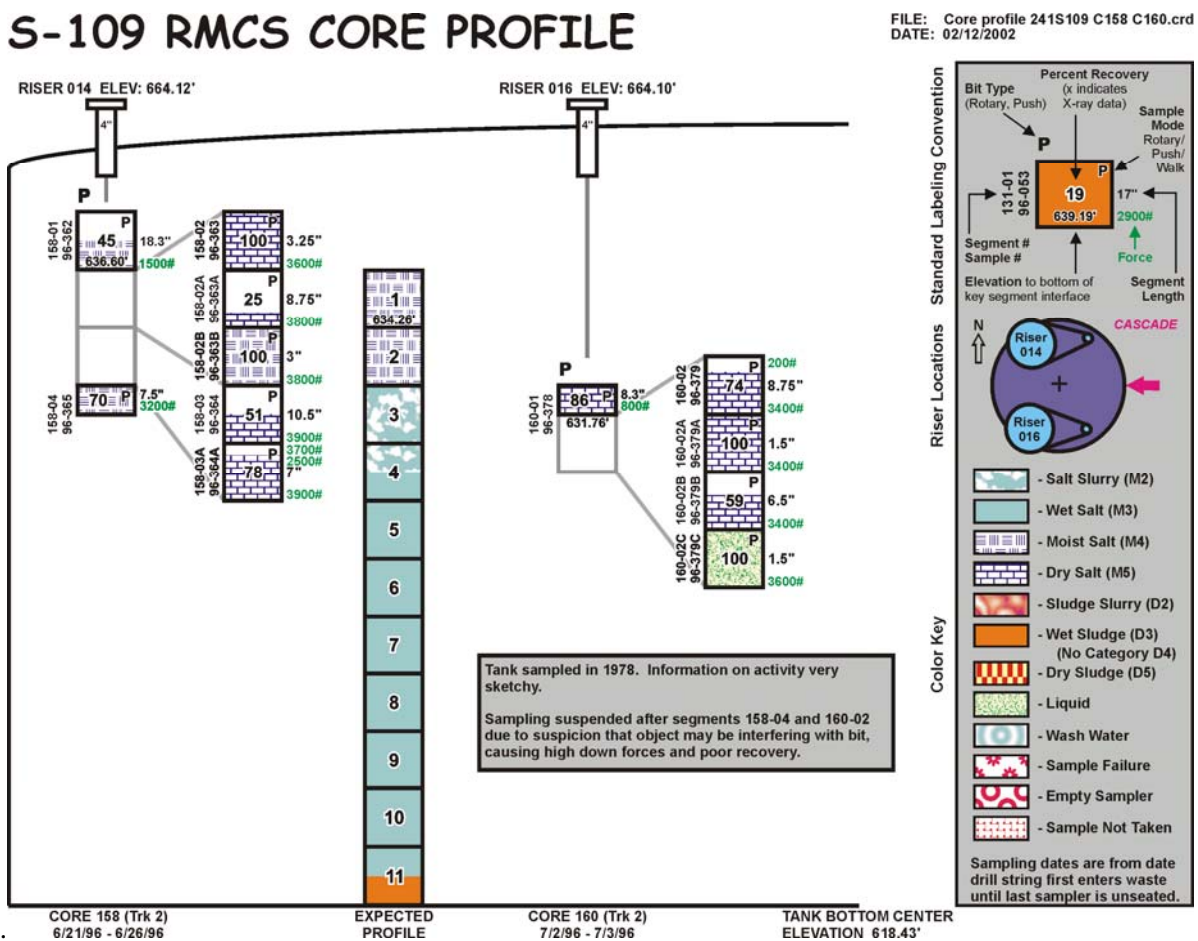 S-109 RMCS CORE PROFILE
FILE: Core profile 241S109 C158 C160.crd
DATE: 02/12/2002
RISER 014 ELEV: 664.12'
4"
P
158-01
96-362
P
45
636.60'
18.3"
1500#
158-04
96-365
70
P
7.5"
3200#
158-02
96-363
P
100
3.25"
3600#
158-02A
96-363A
P
25
8.75"
3800#
158-02B
96-363B
P
100
3"
3800#
158-03
96-364
P
51
10.5"
3900#
158-03A
96-364A
P
78
3700#
2500#
7"
3900#
1
634.26'
2
3
4
5
6
7
8
9
10
11
RISER 016 ELEV: 664.10'
4"
P
160-01
96-378
86
P
631.76'
8.3"
800#
160-02
96-379
P
74
200#
8.75"
3400#
160-02A
96-379A
P
100
1.5"
3400#
160-02B
96-379B
P
59
6.5"
3400#
160-02C
96-379C
P
100
1.5"
3600#
Tank sampled in 1978. Information on activity very
sketchy.
Sampling suspended after segments 158-04 and 160-02
due to suspicion that object may be interfering with bit,
causing high down forces and poor recovery.
CORE 158 (Trk 2)
6/21/96 - 6/26/96
EXPECTED
PROFILE
CORE 160 (Trk 2)
7/2/96 - 7/3/96
TANK BOTTOM CENTER
ELEVATION 618.43'
Standard Labeling Convention
Bit Type
(Rotary, Push)
Percent Recovery
(x indicates
X-ray data)
Sample
Mode
Rotary/
Push/
Walk
P
131-01
96-053
P
19
639.19'
17"
2900#
Segment #
Sample #
Force
Elevation to bottom of
key segment interface
Segment
Length
Riser Locations
N
CASCADE
Riser
014
Riser
016
Color Key
- Salt Slurry (M2)
- Wet Salt (M3)
- Moist Salt (M4)
- Dry Salt (M5)
- Sludge Slurry (D2)
- Wet Sludge (D3)
(No Category D4)
- Dry Sludge (D5)
- Liquid
- Wash Water
- Sample Failure
- Empty Sampler
- Sample Not Taken
Sampling dates are from date
drill string first enters waste
until last sampler is unseated.